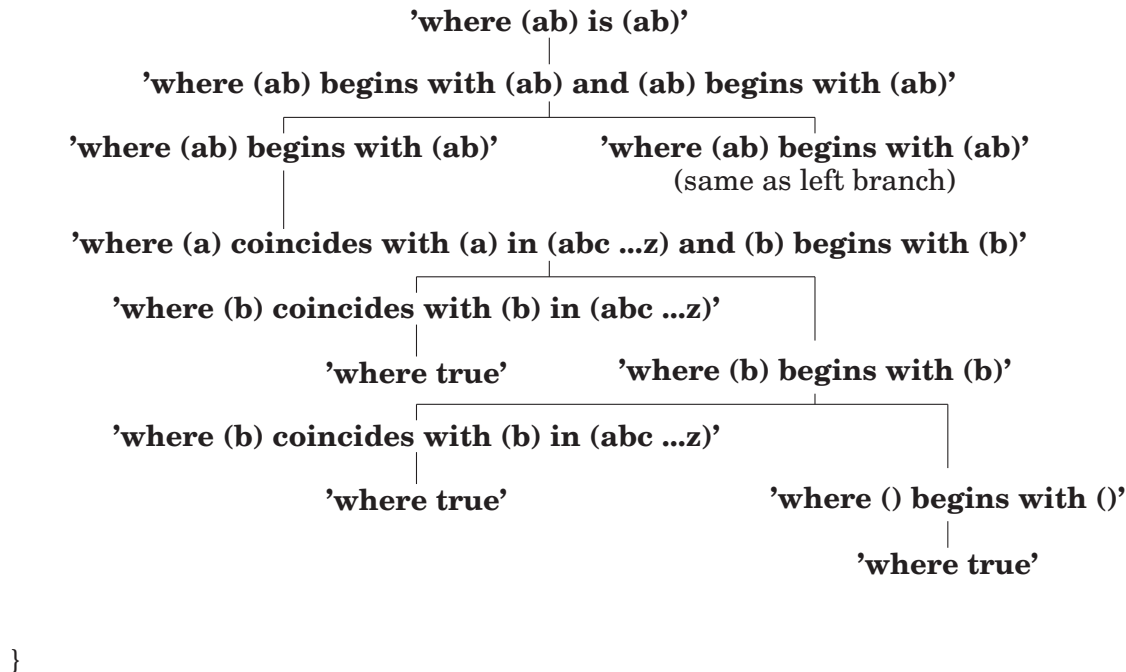 ’where (ab) is (ab)’
’where (ab) begins with (ab) and (ab) begins with (ab)’
’where (ab) begins with (ab)’ ’where (ab) begins with (ab)’
(same as left branch)
’where (a) coincides with (a) in (abc ...z) and (b) begins with (b)’
’where (b) coincides with (b) in (abc ...z)’
’where true’ ’where (b) begins with (b)’
’where (b) coincides with (b) in (abc ...z)’
’where true’ ’where () begins with ()’
’where true’
}